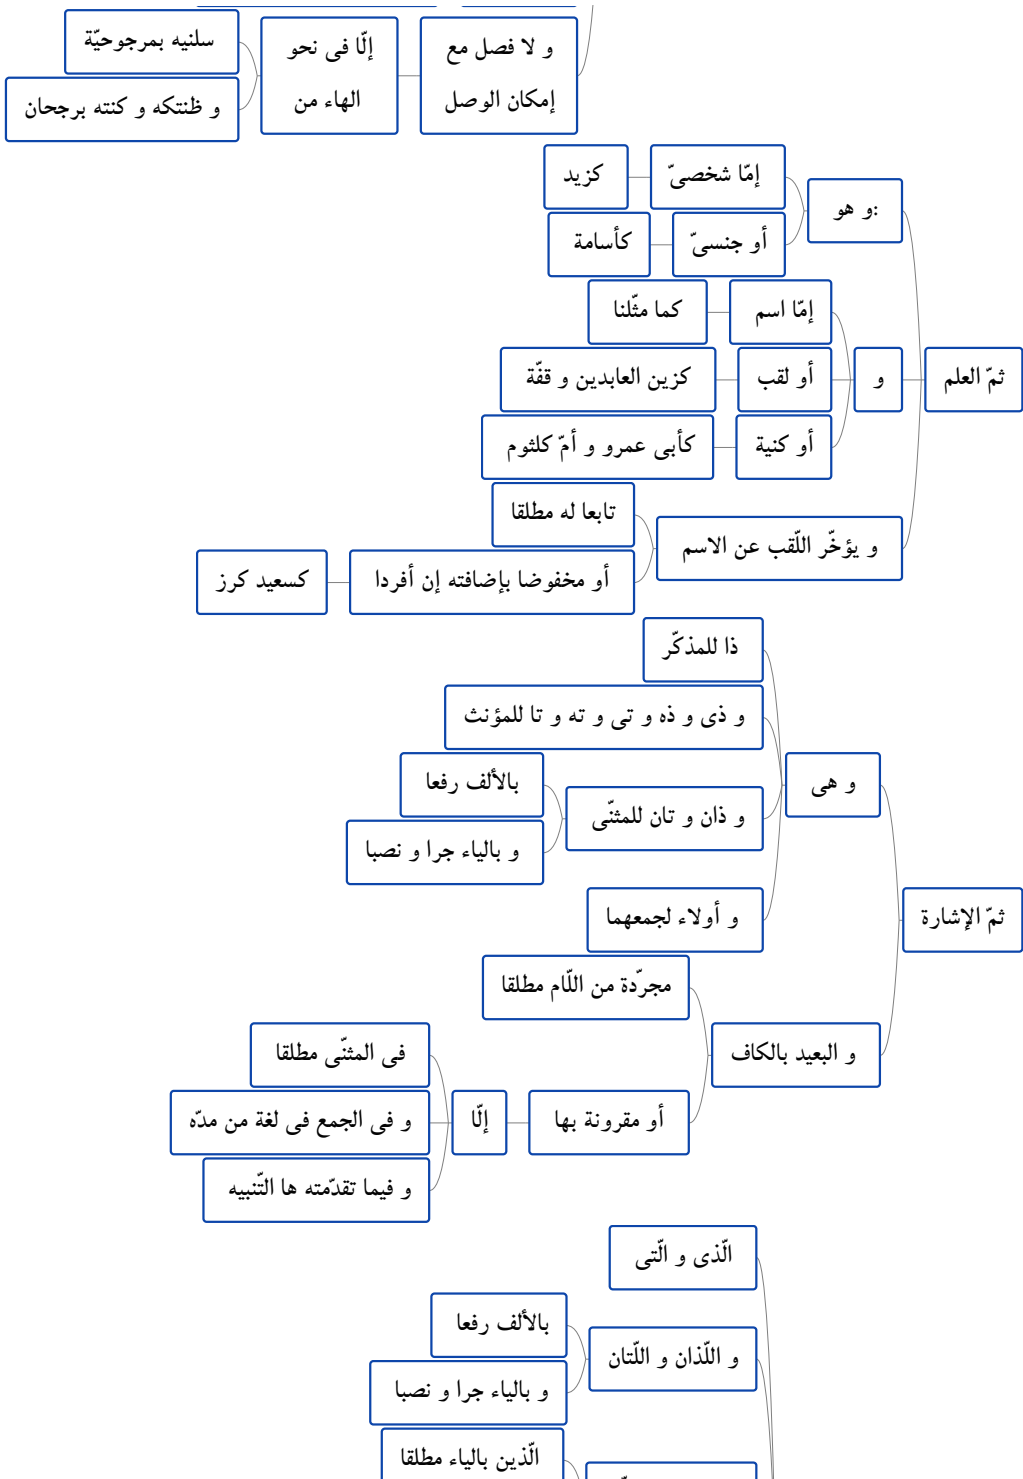 و لا فصل مع
إمكان الوصل
إلّا فى نحو
الهاء من
سلنيه بمرجوحيّة
و ظنتكه و كنته برجحان
ثمّ العلم
و هو:
إمّا شخصىّ
كزيد
أو جنسىّ
كأسامة
و
إمّا اسم
كما مثّلنا
أو لقب
كزين العابدين و قفّة
أو كنية
كأبى عمرو و أمّ كلثوم
و يؤخّر اللّقب عن الاسم
تابعا له مطلقا
أو مخفوضا بإضافته إن أفردا
كسعيد كرز
ثمّ الإشارة
و هى
ذا للمذكّر
و ذى و ذه و تى و ته و تا للمؤنث
و ذان و تان للمثنّى
بالألف رفعا
و بالياء جرا و نصبا
و أولاء لجمعهما
و البعيد بالكاف
مجرّدة من اللّام مطلقا
أو مقرونة بها
إلّا
فى المثنّى مطلقا
و فى الجمع فى لغة من مدّه
و فيما تقدّمته ها التّنبيه
الّذى و الّتى
و اللّذان و اللّتان
بالألف رفعا
و بالياء جرا و نصبا
الّذين بالياء مطلقا